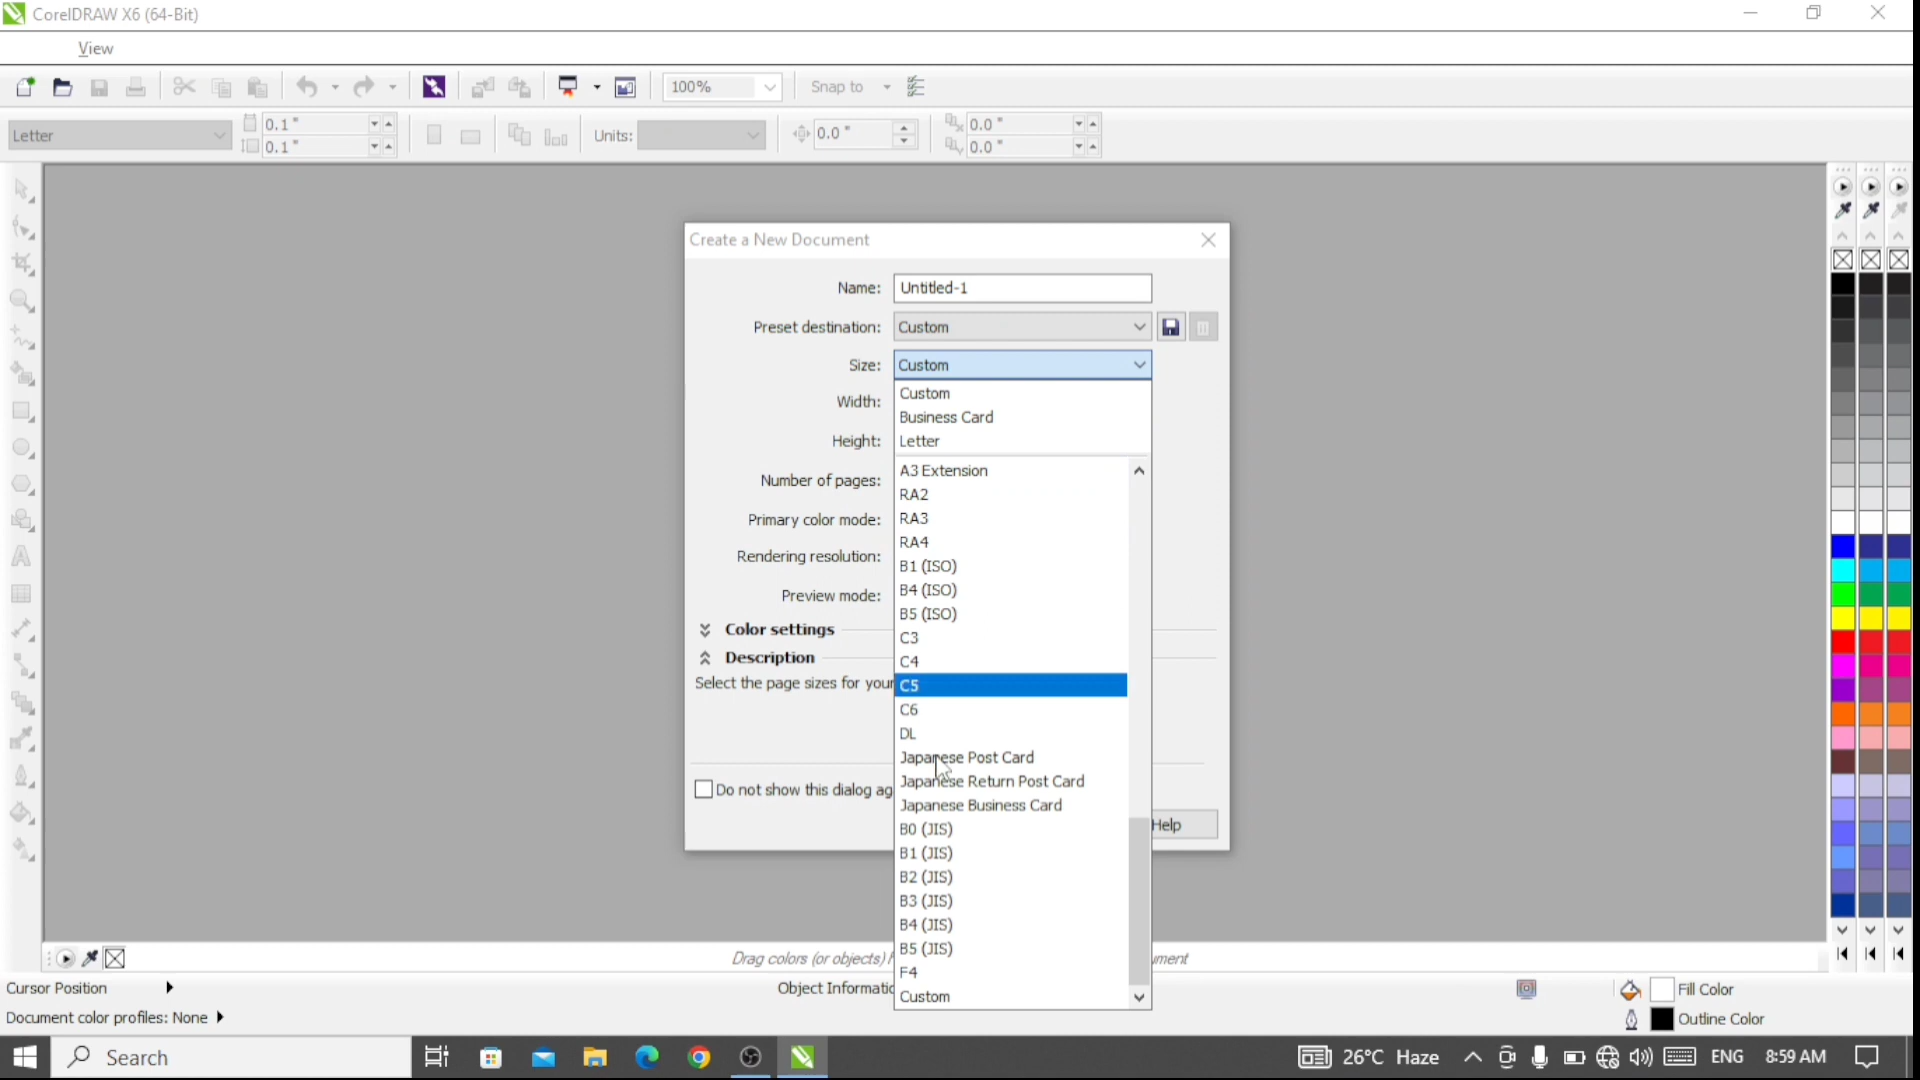 CorelDRAW X6 (64-Bit)
View
100%
Snap to
Letter
0.1 "
0.1 "
Units:
0.0 "
0.0 "
0.0 "
Create a New Document
Name: Untitled-1
Preset destination: Custom
Size: Custom
Custom
Width:
Business Card
Height: Letter
A3 Extension
Number of pages:
RA2
Primary color mode: RA3
RA4
Rendering resolution: B1 (ISO)
B4 (ISO)
Preview mode:
B5 (ISO)
Color settings
C3
Description
C4
Select the page sizes for your
C5
C6
DL
Japanese Post Card
Japanese Return Post Card
Do not show this dialog ag
Japanese Business Card
Help
B0 (JIS)
B1 (JIS)
B2 (JIS)
B3 (JIS)
B4 (JIS)
B5 (JIS)
Drag colors (or objects)
ument
F4
Cursor Position
Object Informatio
Custom
Fill Color
Document color profiles: None
Outline Color
Search
26°C Haze
ENG
8:59 AM